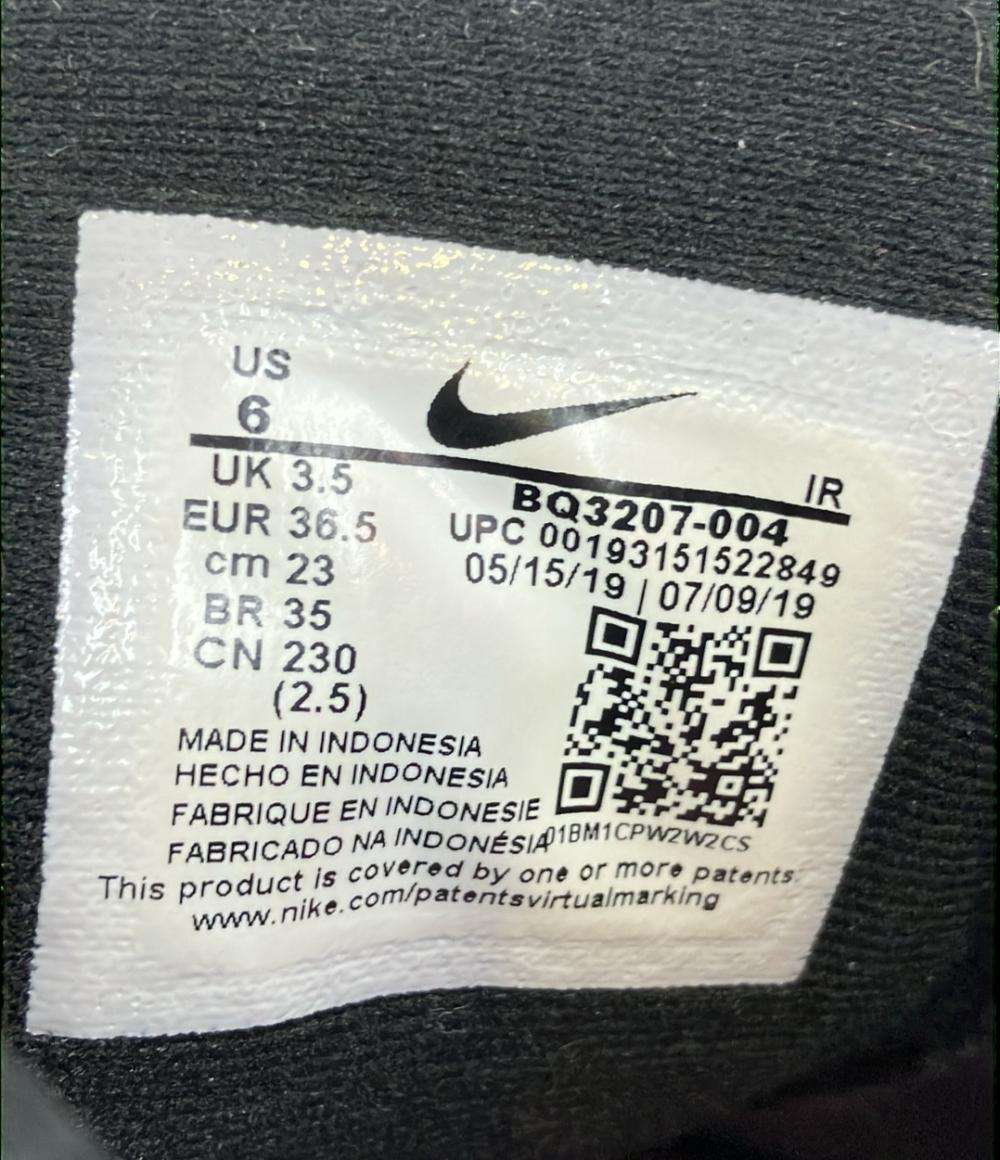 US
6
IR
UK 3.5
EUR 36.5
cm 23
BR 35
CN 230
(2.5)
BQ3207-004
UPC 00193151522849
05/15/19 | 07/09/19
01BM1CPW2W2CS
MADE IN INDONESIA
HECHO EN INDONESIA
FABRIQUE EN INDONESIE
FABRICADO NA INDONÉSIA
This product is covered by one or more patents.
www.nike.com/patentsvirtualmarking